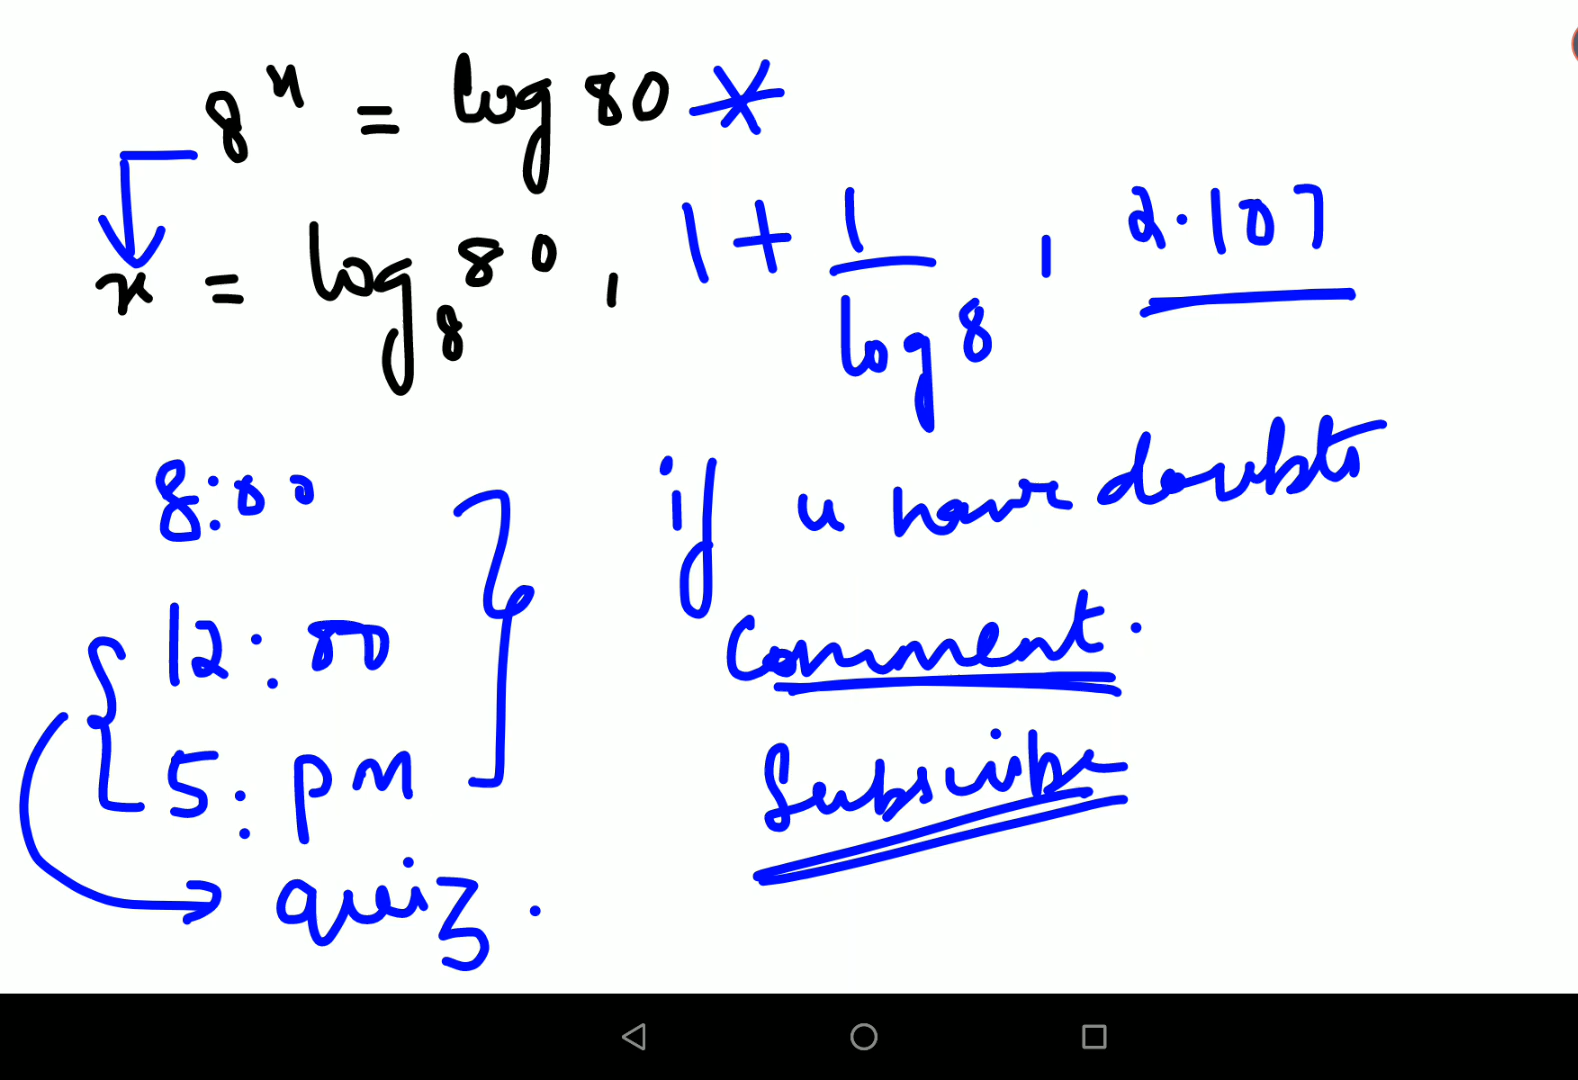 8^x = log 80 *
x = log_8 80, 1 + 1/log 8, 2.107
8:00
if u have doubts
12:00
comment.
5: pm
Subscribe
quiz.